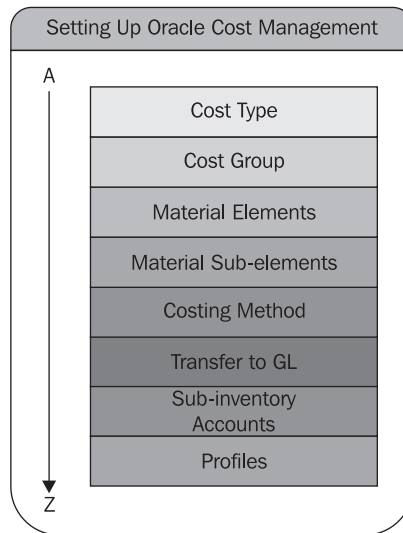 Setting Up Oracle Cost Management
A
Cost Type
Cost Group
Material Elements
Material Sub-elements
Costing Method
Transfer to GL
Sub-inventory
Accounts
Profiles
Z